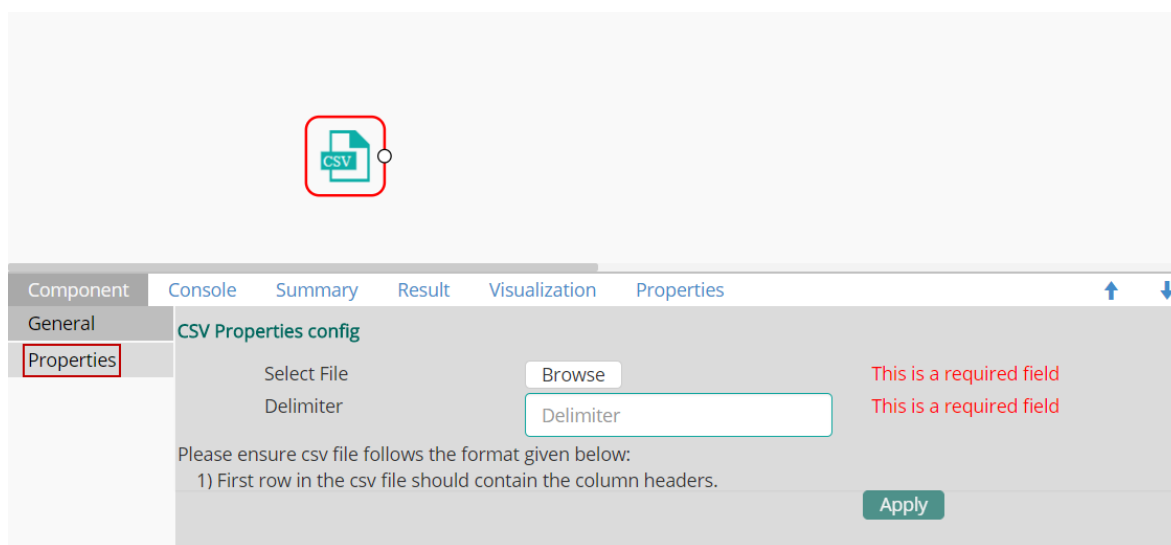 CSV
Component Console Summary Result Visualization Properties
General
Properties
CSV Properties config
Select File Browse This is a required field
Delimiter Delimiter This is a required field
Please ensure csv file follows the format given below:
1) First row in the csv file should contain the column headers.
Apply